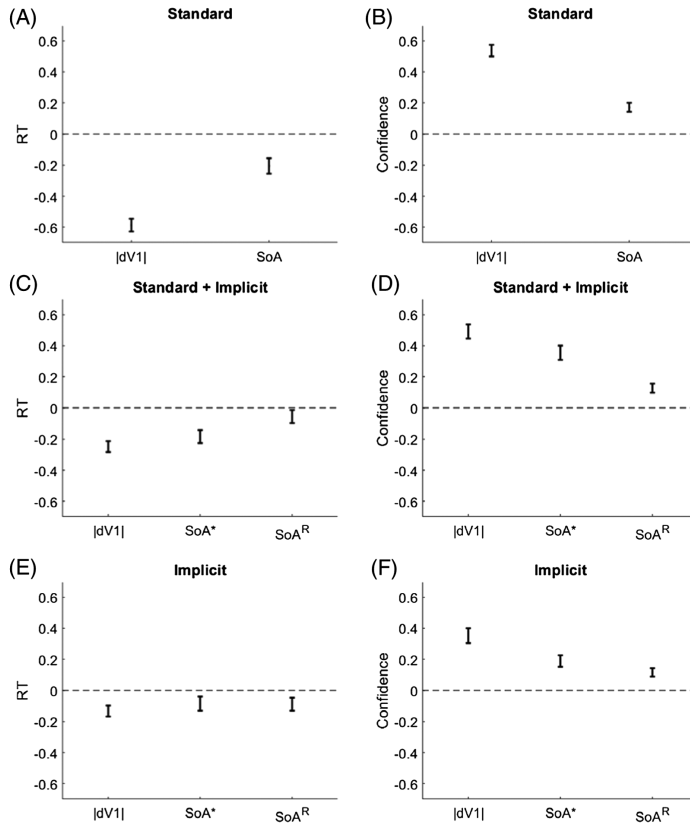 (A)
Standard
0.6
0.4
0.2
0
-0.2
-0.4
-0.6
RT
|dV1|
SoA
(B)
Standard
0.6
0.4
0.2
0
-0.2
-0.4
-0.6
Confidence
|dV1|
SoA
(C)
Standard + Implicit
0.6
0.4
0.2
0
-0.2
-0.4
-0.6
RT
|dV1|
SoA*
SoA^R
(D)
Standard + Implicit
0.6
0.4
0.2
0
-0.2
-0.4
-0.6
Confidence
|dV1|
SoA*
SoA^R
(E)
Implicit
0.6
0.4
0.2
0
-0.2
-0.4
-0.6
RT
|dV1|
SoA*
SoA^R
(F)
Implicit
0.6
0.4
0.2
0
-0.2
-0.4
-0.6
Confidence
|dV1|
SoA*
SoA^R